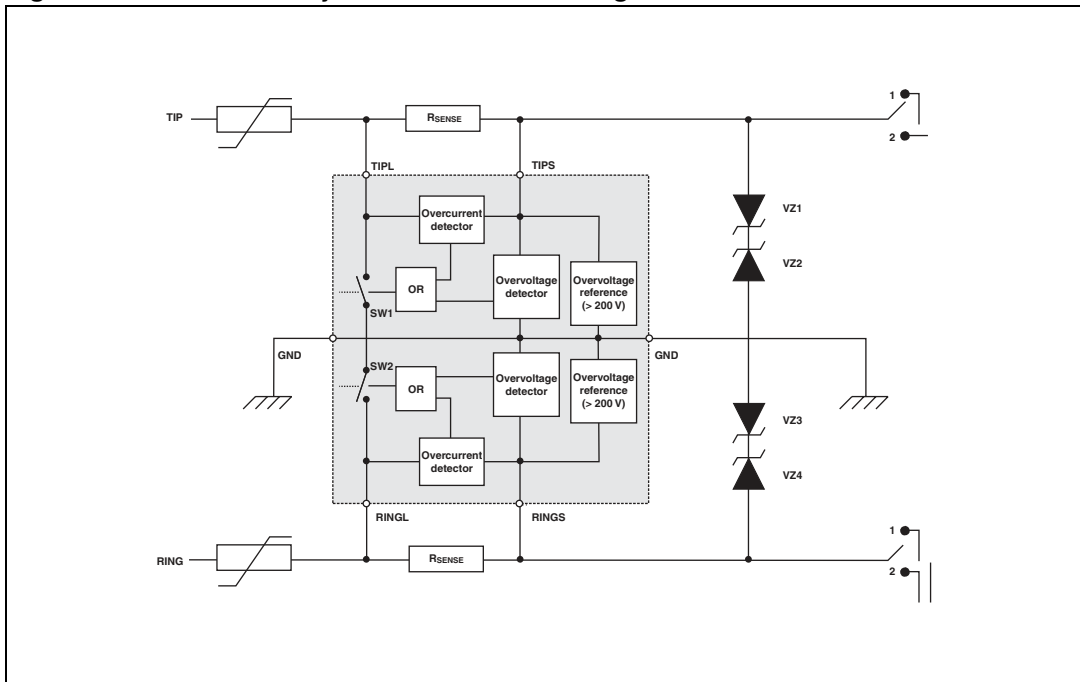 1
TIP
RSENSE
2
TIPL
TIPS
Overcurrent
detector
VZ1
OR
Overvoltage
detector
Overvoltage
reference
(> 200 V)
VZ2
SW1
GND
GND
SW2
OR
Overvoltage
detector
Overvoltage
reference
(> 200 V)
VZ3
Overcurrent
detector
VZ4
RINGL
RINGS
1
RING
RSENSE
2